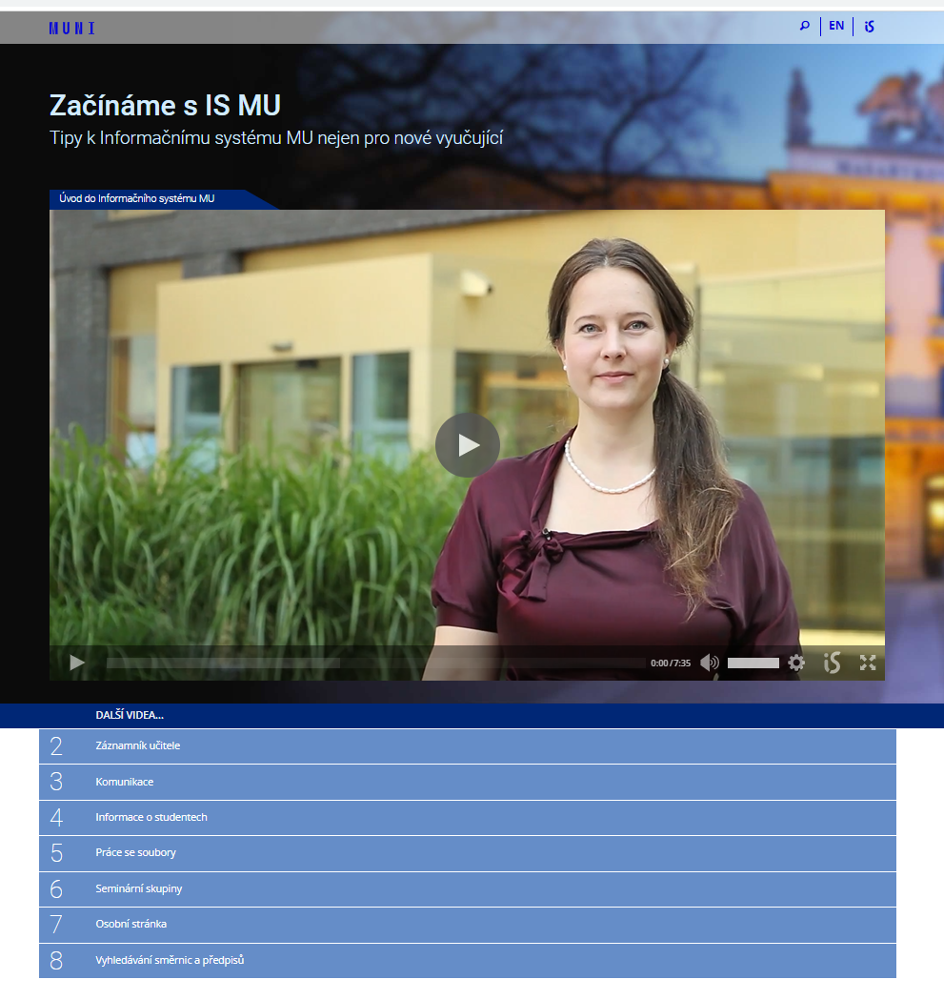 MUNI
EN
iS
Začínáme s IS MU
Tipy k Informačnímu systému MU nejen pro nové vyučující
Úvod do Informačního systému MU
0:00/7:35
iS
DALŠÍ VIDEA...
2 Záznamník učitele
3 Komunikace
4 Informace o studentech
5 Práce se soubory
6 Seminární skupiny
7 Osobní stránka
8 Vyhledávání směrnic a předpisů